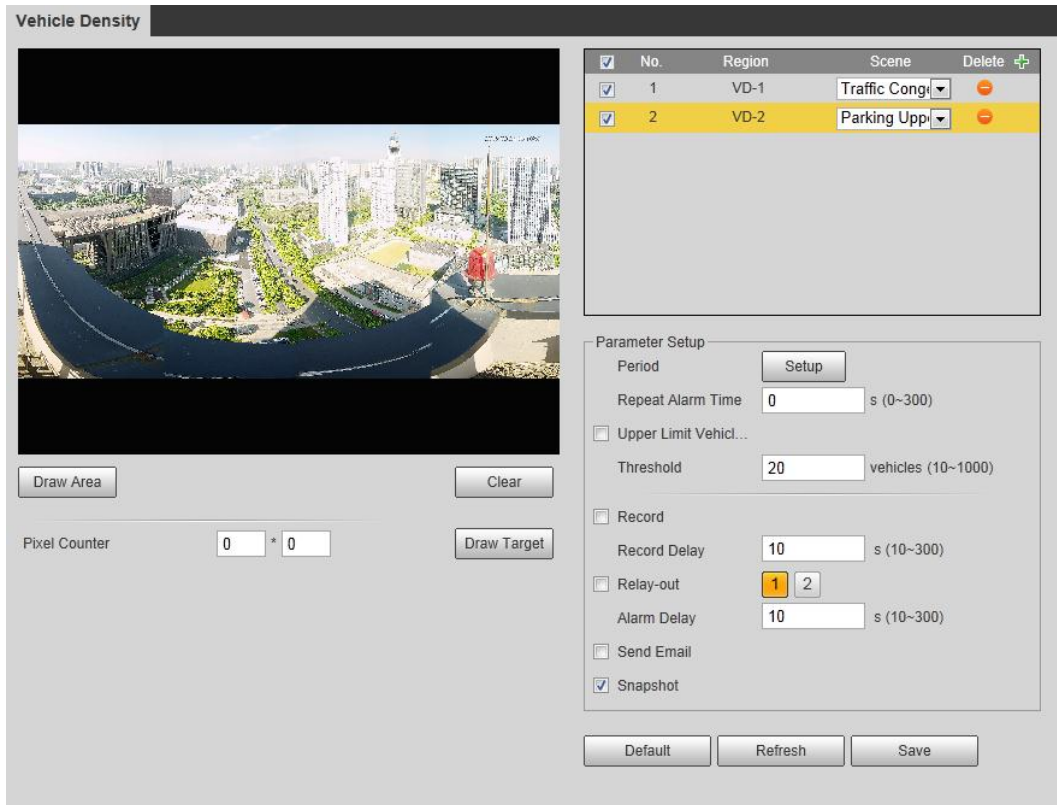 Vehicle Density
No. Region Scene Delete
1 VD-1 Traffic Conge
2 VD-2 Parking Uppe
Parameter Setup
Period Setup
Repeat Alarm Time 0 s (0~300)
Upper Limit Vehicl...
Threshold 20 vehicles (10~1000)
Draw Area Clear
Record
Pixel Counter 0 * 0 Draw Target
Record Delay 10 s (10~300)
Relay-out 1 2
Alarm Delay 10 s (10~300)
Send Email
Snapshot
Default Refresh Save